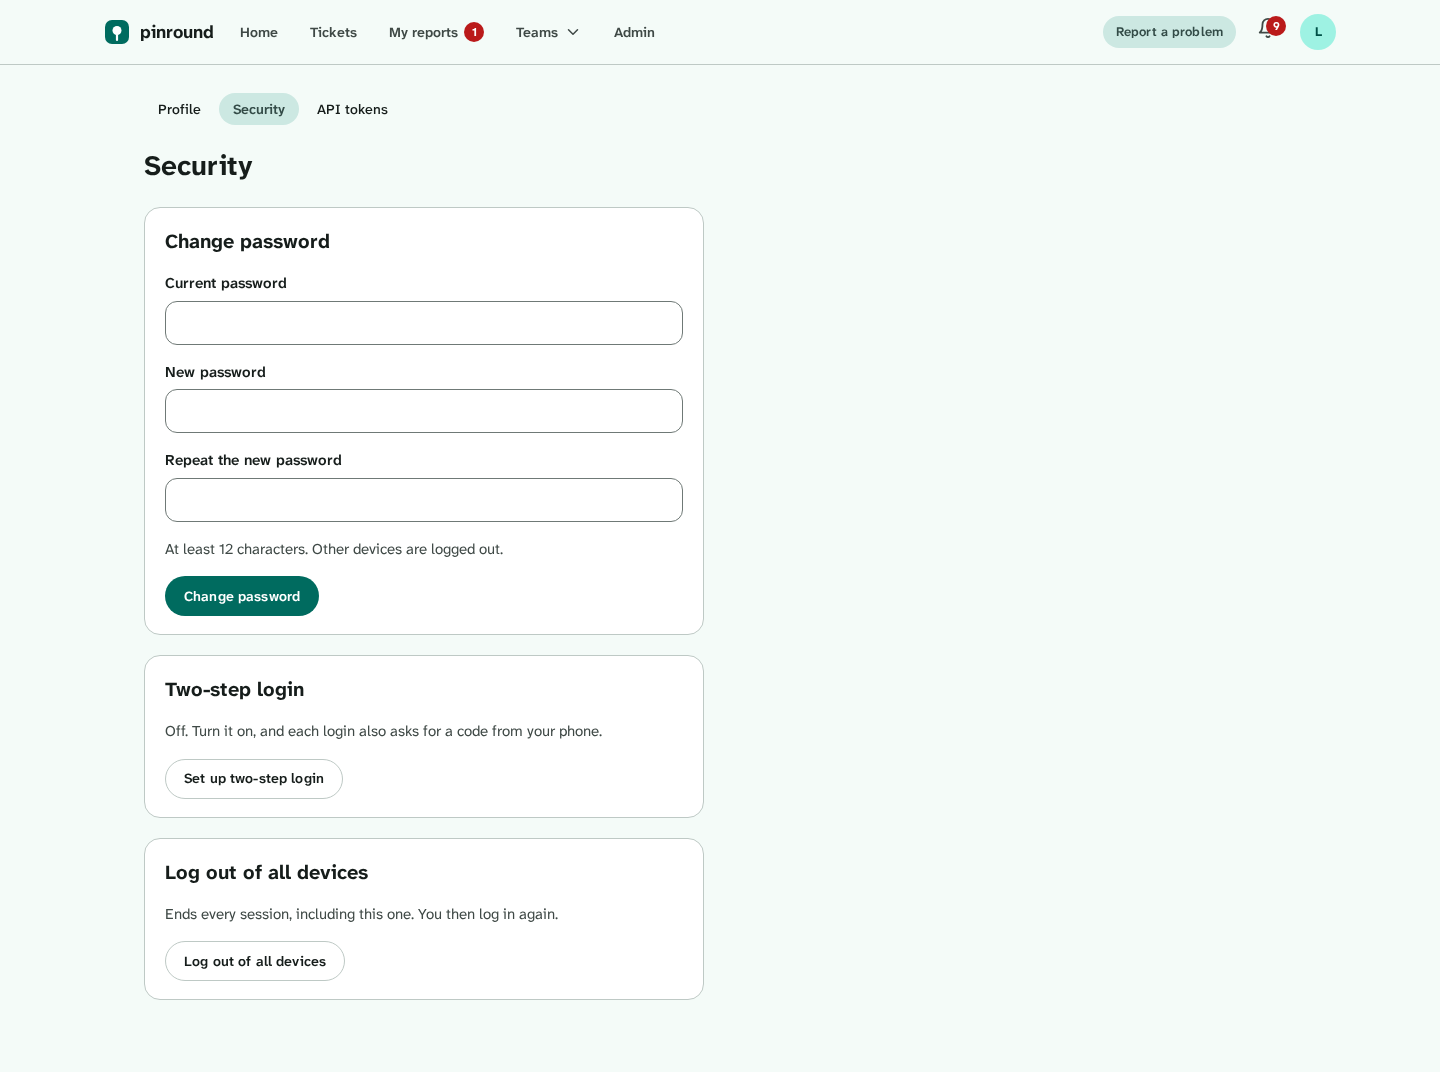 pinround
Home
Tickets
My reports 1
Teams
Admin
Report a problem
9
L
Profile
Security
API tokens
Security
Change password
Current password
New password
Repeat the new password
At least 12 characters. Other devices are logged out.
Change password
Two-step login
Off. Turn it on, and each login also asks for a code from your phone.
Set up two-step login
Log out of all devices
Ends every session, including this one. You then log in again.
Log out of all devices